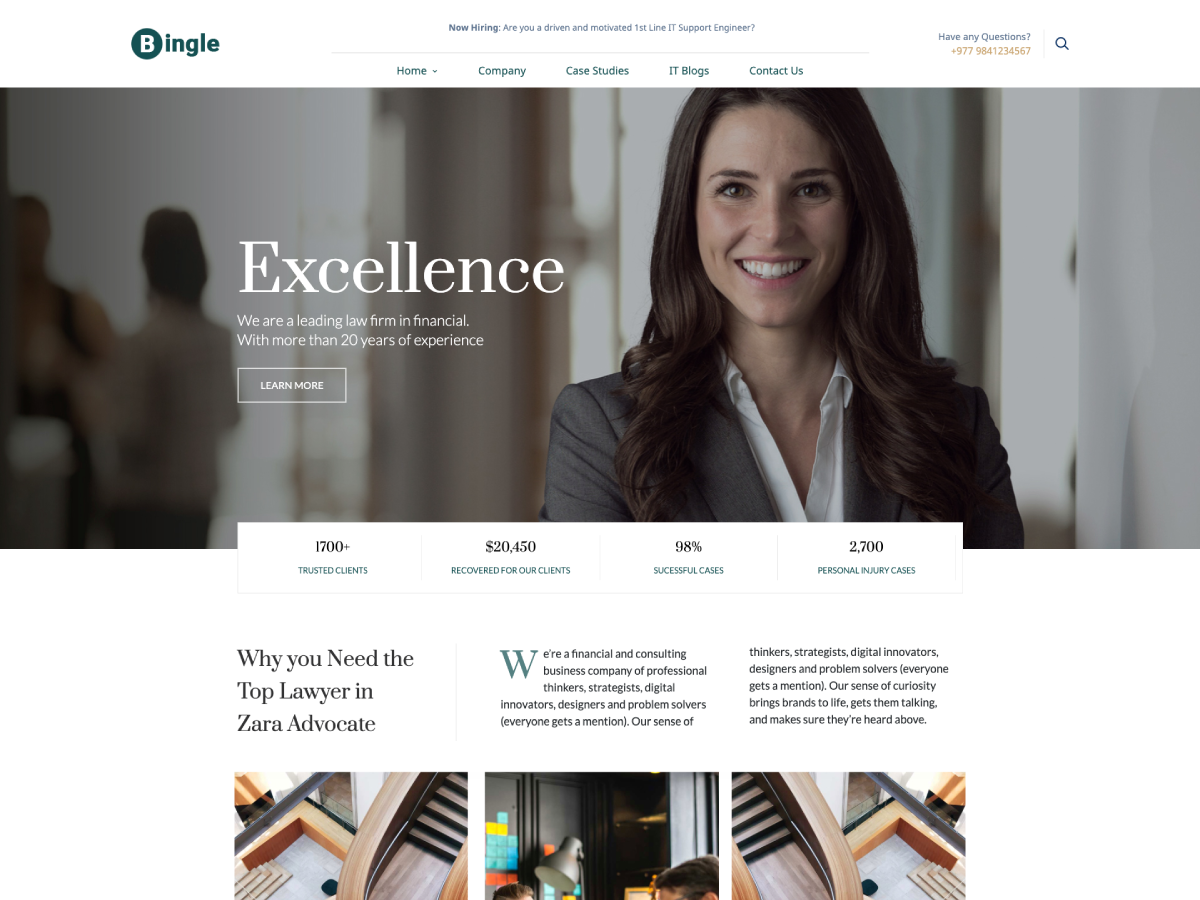 Now Hiring: Are you a driven and motivated 1st Line IT Support Engineer?
Bingle
Have any Questions?
+977 9841234567
Home
Company
Case Studies
IT Blogs
Contact Us
Excellence
We are a leading law firm in financial.
With more than 20 years of experience
LEARN MORE
1700+
TRUSTED CLIENTS
$20,450
RECOVERED FOR OUR CLIENTS
98%
SUCESSFUL CASES
2,700
PERSONAL INJURY CASES
Why you Need the
Top Lawyer in
Zara Advocate
We're a financial and consulting
business company of professional
thinkers, strategists, digital
innovators, designers and problem solvers
(everyone gets a mention). Our sense of
thinkers, strategists, digital innovators,
designers and problem solvers (everyone
gets a mention). Our sense of curiosity
brings brands to life, gets them talking,
and makes sure they're heard above.